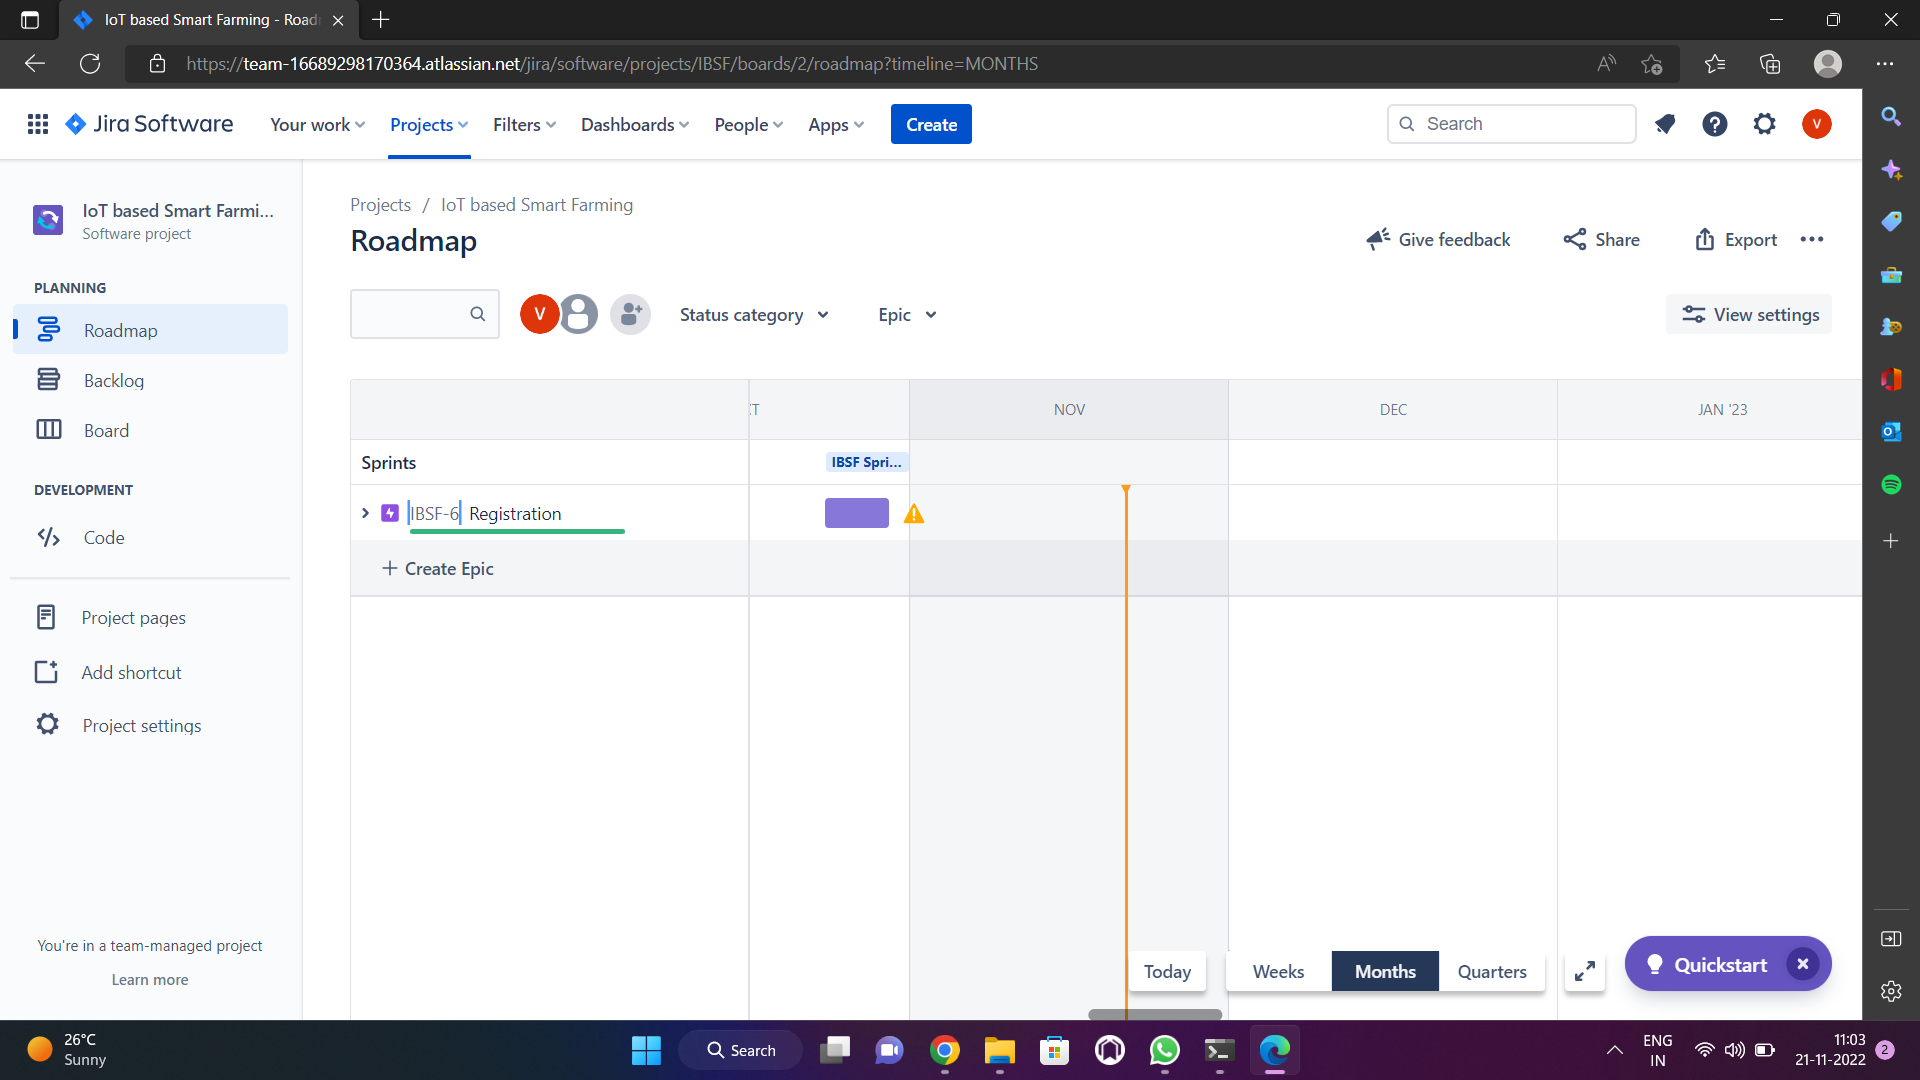 IoT based Smart Farming - Road
https://team-16689298170364.atlassian.net/jira/software/projects/IBSF/boards/2/roadmap?timeline=MONTHS
Jira Software
Your work
Projects
Filters
Dashboards
People
Apps
Create
Search
V
IoT based Smart Farmi...
Software project
PLANNING
Roadmap
Backlog
Board
DEVELOPMENT
Code
Project pages
Add shortcut
Project settings
You're in a team-managed project
Learn more
Projects / IoT based Smart Farming
Roadmap
Give feedback
Share
Export
V
Status category
Epic
View settings
T
NOV
DEC
JAN '23
Sprints
IBSF Spri...
IBSF-6 Registration
Create Epic
Today
Weeks
Months
Quarters
Quickstart
26°C
Sunny
Search
ENG
IN
11:03
21-11-2022
2